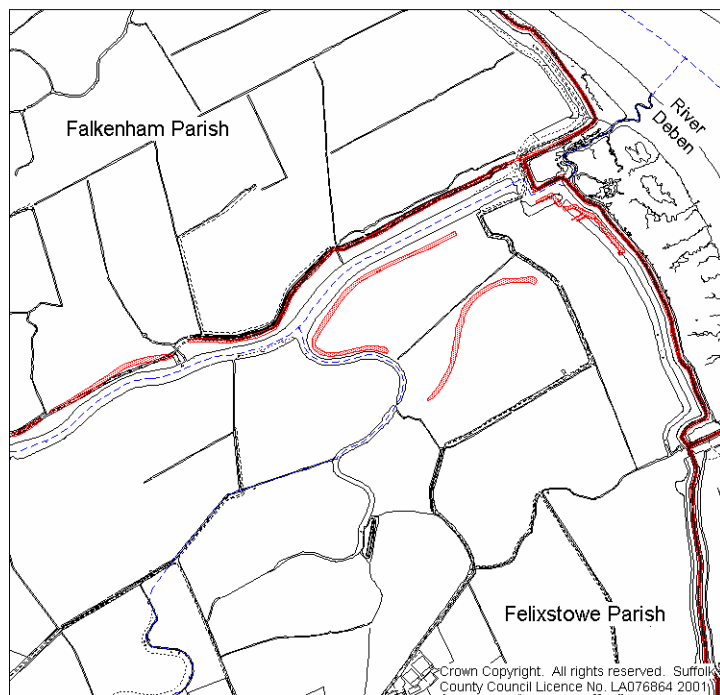 River
Deben
Falkenham Parish
Felixstowe Parish
Crown Copyright. All rights reserved. Suffolk
County Council Licence No. LA076864 2001